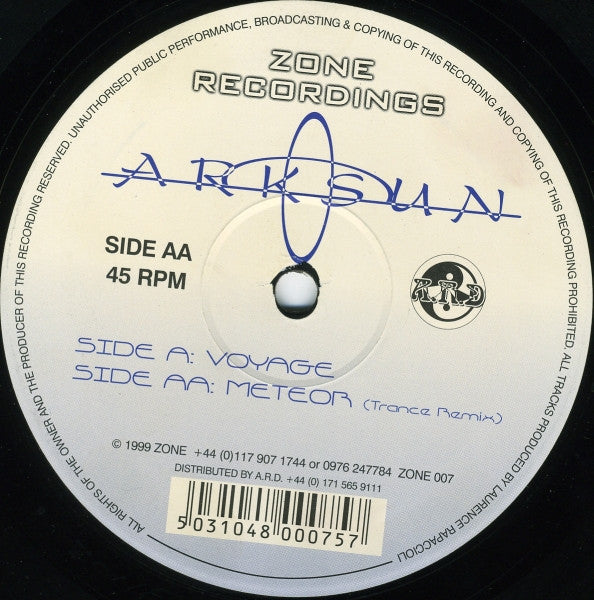 ALL RIGHTS OF THE OWNER AND THE PRODUCER OF THIS RECORDING RESERVED. UNAUTHORISED PUBLIC PERFORMANCE, BROADCASTING & COPYING OF THIS RECORDING AND COPYING OF THIS RECORDING PROHIBITED. ALL TRACKS PRODUCED BY LAURENCE RAPACCIOLI
ZONE
RECORDINGS
ARKSUN
SIDE AA
45 RPM
A.R.D
SIDE A: VOYAGE
SIDE AA: METEOR (Trance Remix)
© 1999 ZONE +44 (0)117 907 1744 or 0976 247784 ZONE 007
DISTRIBUTED BY A.R.D. +44 (0) 171 565 9111
5 031048 000757